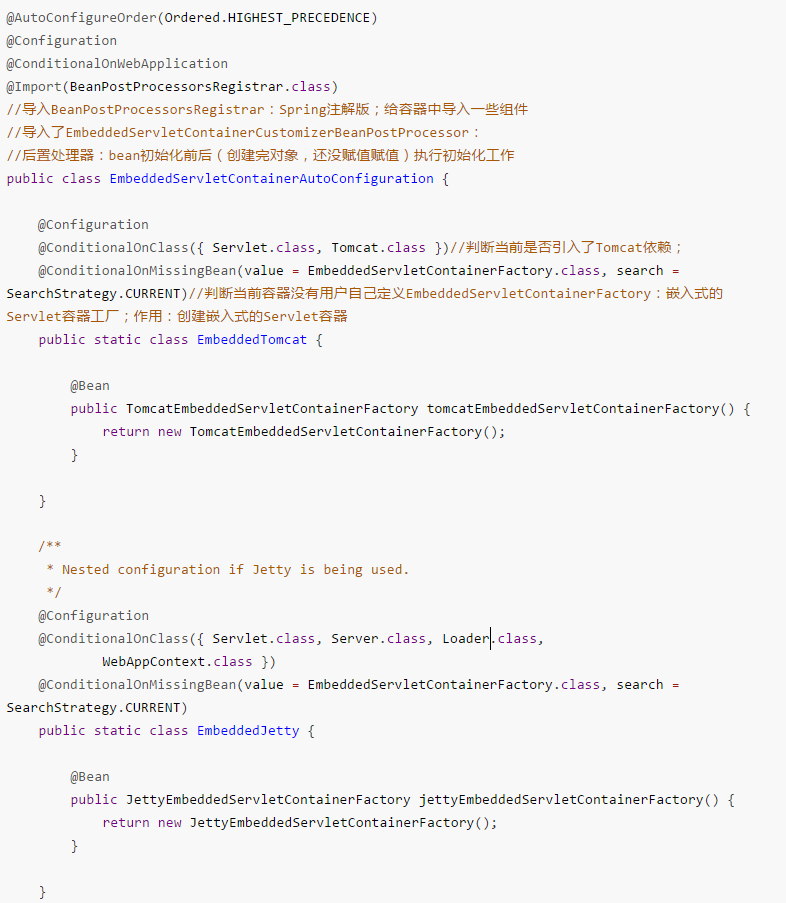 @AutoConfigureOrder(Ordered.HIGHEST_PRECEDENCE)
@Configuration
@ConditionalOnWebApplication
@Import(BeanPostProcessorsRegistrar.class)
//导入BeanPostProcessorsRegistrar：Spring注解版；给容器中导入一些组件
//导入了EmbeddedServletContainerCustomizerBeanPostProcessor：
//后置处理器：bean初始化前后（创建完对象，还没赋值赋值）执行初始化工作
public class EmbeddedServletContainerAutoConfiguration {

    @Configuration
    @ConditionalOnClass({ Servlet.class, Tomcat.class })//判断当前是否引入了Tomcat依赖；
    @ConditionalOnMissingBean(value = EmbeddedServletContainerFactory.class, search =
SearchStrategy.CURRENT)//判断当前容器没有用户自己定义EmbeddedServletContainerFactory：嵌入式的
Servlet容器工厂；作用：创建嵌入式的Servlet容器
    public static class EmbeddedTomcat {

        @Bean
        public TomcatEmbeddedServletContainerFactory tomcatEmbeddedServletContainerFactory() {
            return new TomcatEmbeddedServletContainerFactory();
        }

    }

    /**
     * Nested configuration if Jetty is being used.
     */
    @Configuration
    @ConditionalOnClass({ Servlet.class, Server.class, Loader.class,
            WebAppContext.class })
    @ConditionalOnMissingBean(value = EmbeddedServletContainerFactory.class, search =
SearchStrategy.CURRENT)
    public static class EmbeddedJetty {

        @Bean
        public JettyEmbeddedServletContainerFactory jettyEmbeddedServletContainerFactory() {
            return new JettyEmbeddedServletContainerFactory();
        }

    }